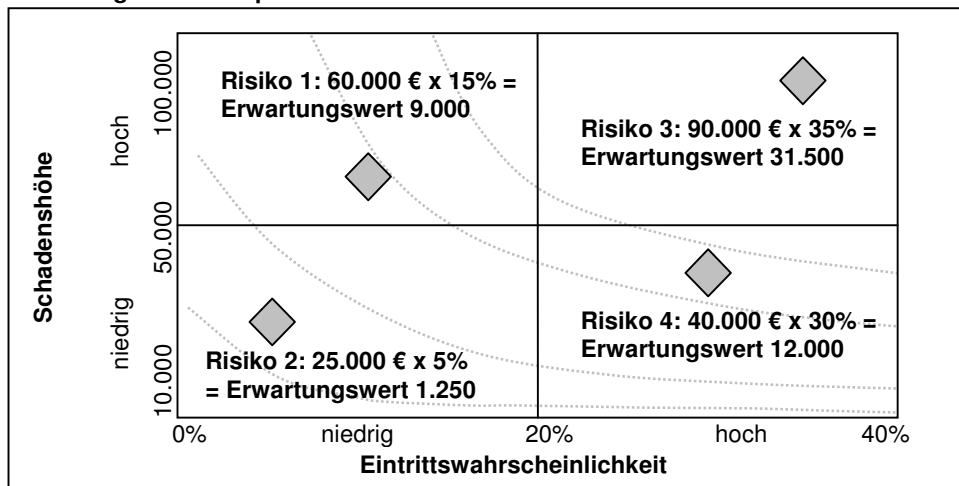 Schadenshöhe
niedrig
hoch
10.000
50.000
100.000
Risiko 1: 60.000 € x 15% =
Erwartungswert 9.000
Risiko 3: 90.000 € x 35% =
Erwartungswert 31.500
Risiko 2: 25.000 € x 5%
= Erwartungswert 1.250
Risiko 4: 40.000 € x 30% =
Erwartungswert 12.000
0%
niedrig
20%
hoch
40%
Eintrittswahrscheinlichkeit